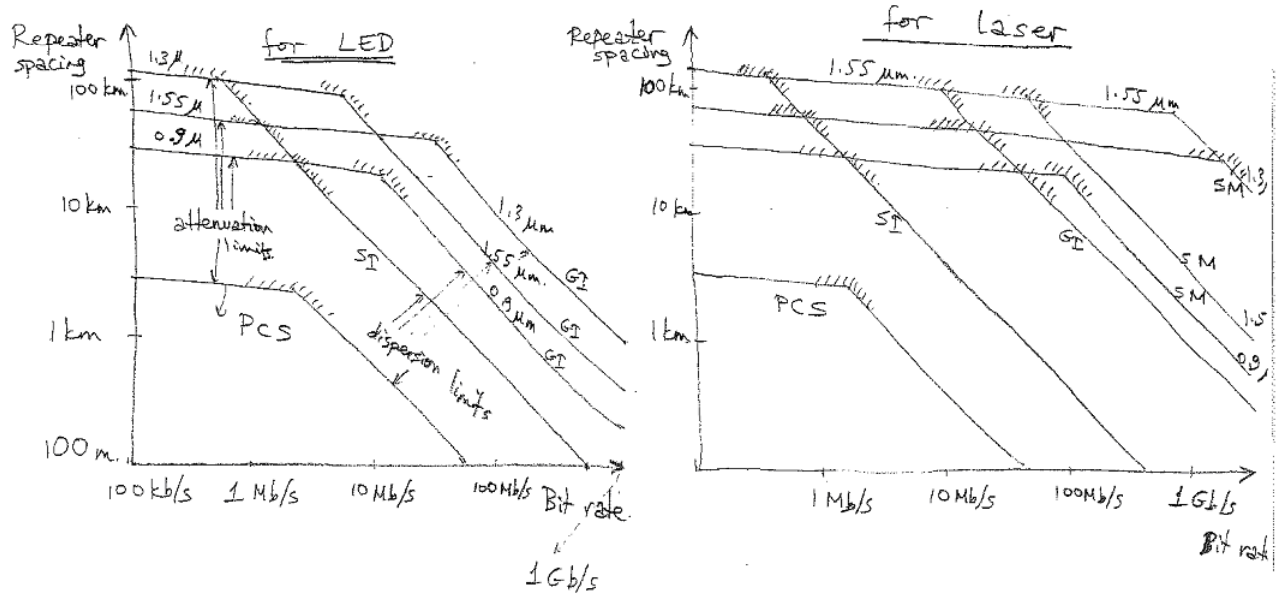 for LED
Repeater
spacing
100 km
10 km
1 km
100 m.
1.3 μ
1.55 μ
0.9 μ
attenuation
limits
PCS
SI
1.3 μm
GI
1.55 μm.
GI
0.9 μm
GI
dispersion limits
100 kb/s
1 Mb/s
10 Mb/s
100 Mb/s
Bit rate.
1 Gb/s
for Laser
Repeater
spacing
100 km
10 km
1 km
1.55 μm.
1.55 μm
1.3
SM
SI
GI
SM
SM
1.5
0.9
PCS
1 Mb/s
10 Mb/s
100 Mb/s
1 Gb/s
Bit rat